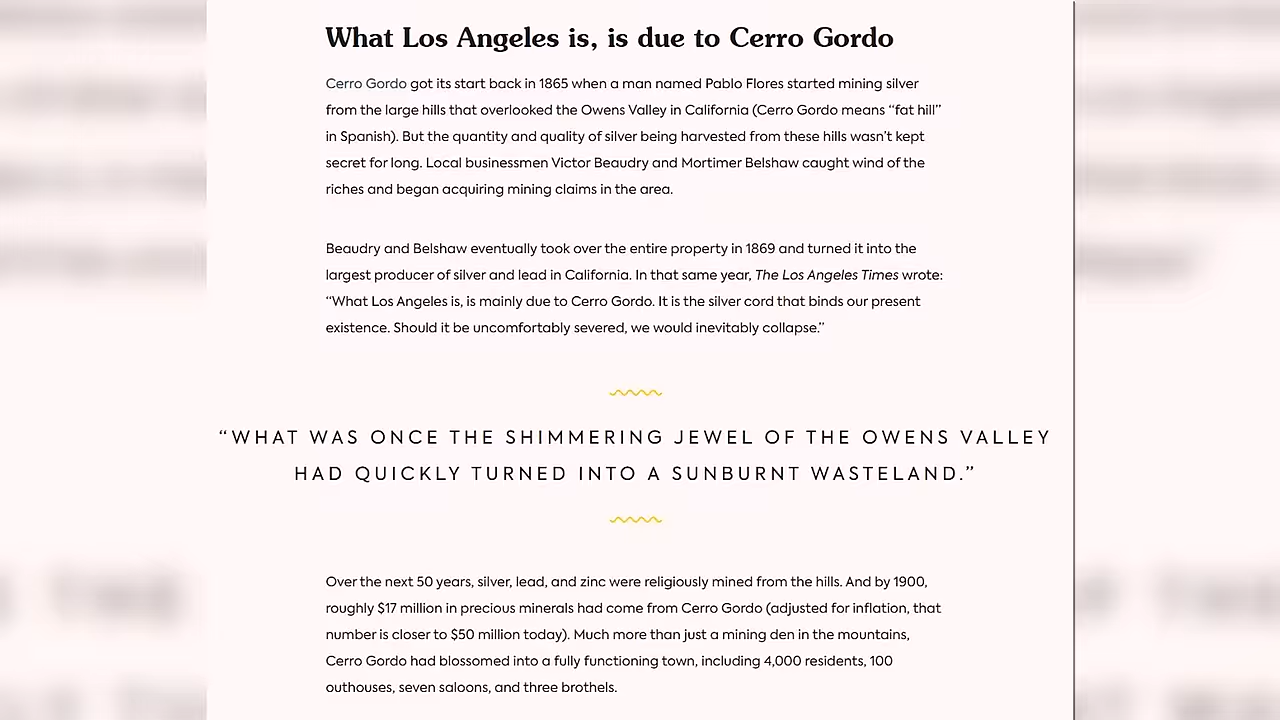 What Los Angeles is, is due to Cerro Gordo
Cerro Gordo got its start back in 1865 when a man named Pablo Flores started mining silver
from the large hills that overlooked the Owens Valley in California (Cerro Gordo means “fat hill”
in Spanish). But the quantity and quality of silver being harvested from these hills wasn’t kept
secret for long. Local businessmen Victor Beaudry and Mortimer Belshaw caught wind of the
riches and began acquiring mining claims in the area.
Beaudry and Belshaw eventually took over the entire property in 1869 and turned it into the
largest producer of silver and lead in California. In that same year, The Los Angeles Times wrote:
“What Los Angeles is, is mainly due to Cerro Gordo. It is the silver cord that binds our present
existence. Should it be uncomfortably severed, we would inevitably collapse.”
“WHAT WAS ONCE THE SHIMMERING JEWEL OF THE OWENS VALLEY
HAD QUICKLY TURNED INTO A SUNBURNT WASTELAND.”
Over the next 50 years, silver, lead, and zinc were religiously mined from the hills. And by 1900,
roughly $17 million in precious minerals had come from Cerro Gordo (adjusted for inflation, that
number is closer to $50 million today). Much more than just a mining den in the mountains,
Cerro Gordo had blossomed into a fully functioning town, including 4,000 residents, 100
outhouses, seven saloons, and three brothels.